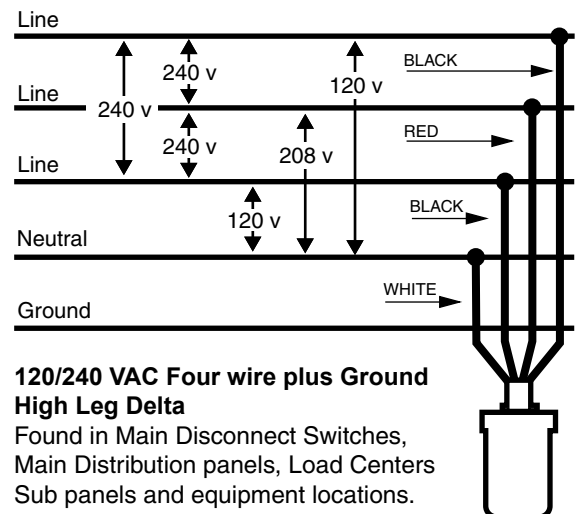 Line
240 v
BLACK
120 v
Line
240 v
240 v
RED
208 v
Line
120 v
BLACK
Neutral
WHITE
Ground
120/240 VAC Four wire plus Ground
High Leg Delta
Found in Main Disconnect Switches,
Main Distribution panels, Load Centers
Sub panels and equipment locations.